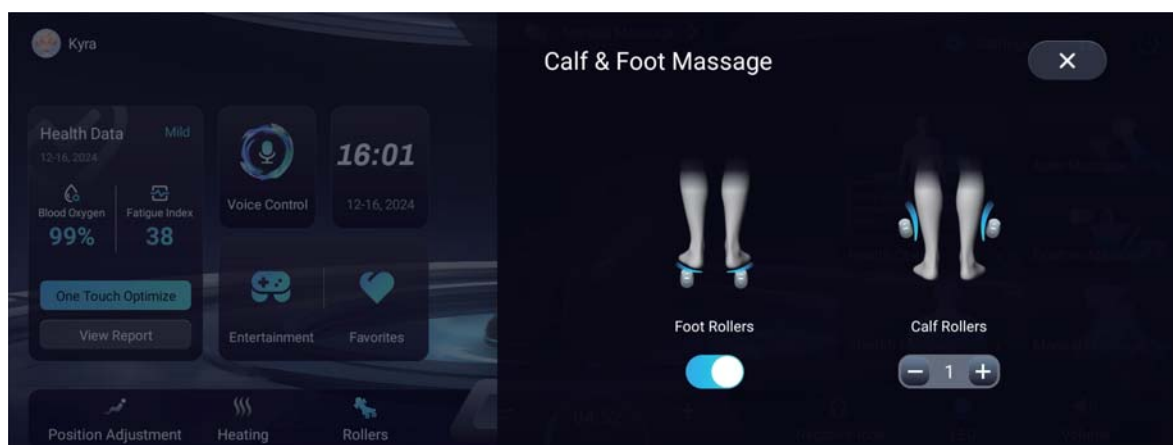 Kyra
Health Data Mild
12-16, 2024
Blood Oxygen Fatigue Index
99% 38
One Touch Optimize
View Report
Voice Control
16:01
12-16, 2024
Entertainment Favorites
Position Adjustment Heating Rollers
Calf & Foot Massage
Foot Rollers Calf Rollers
1